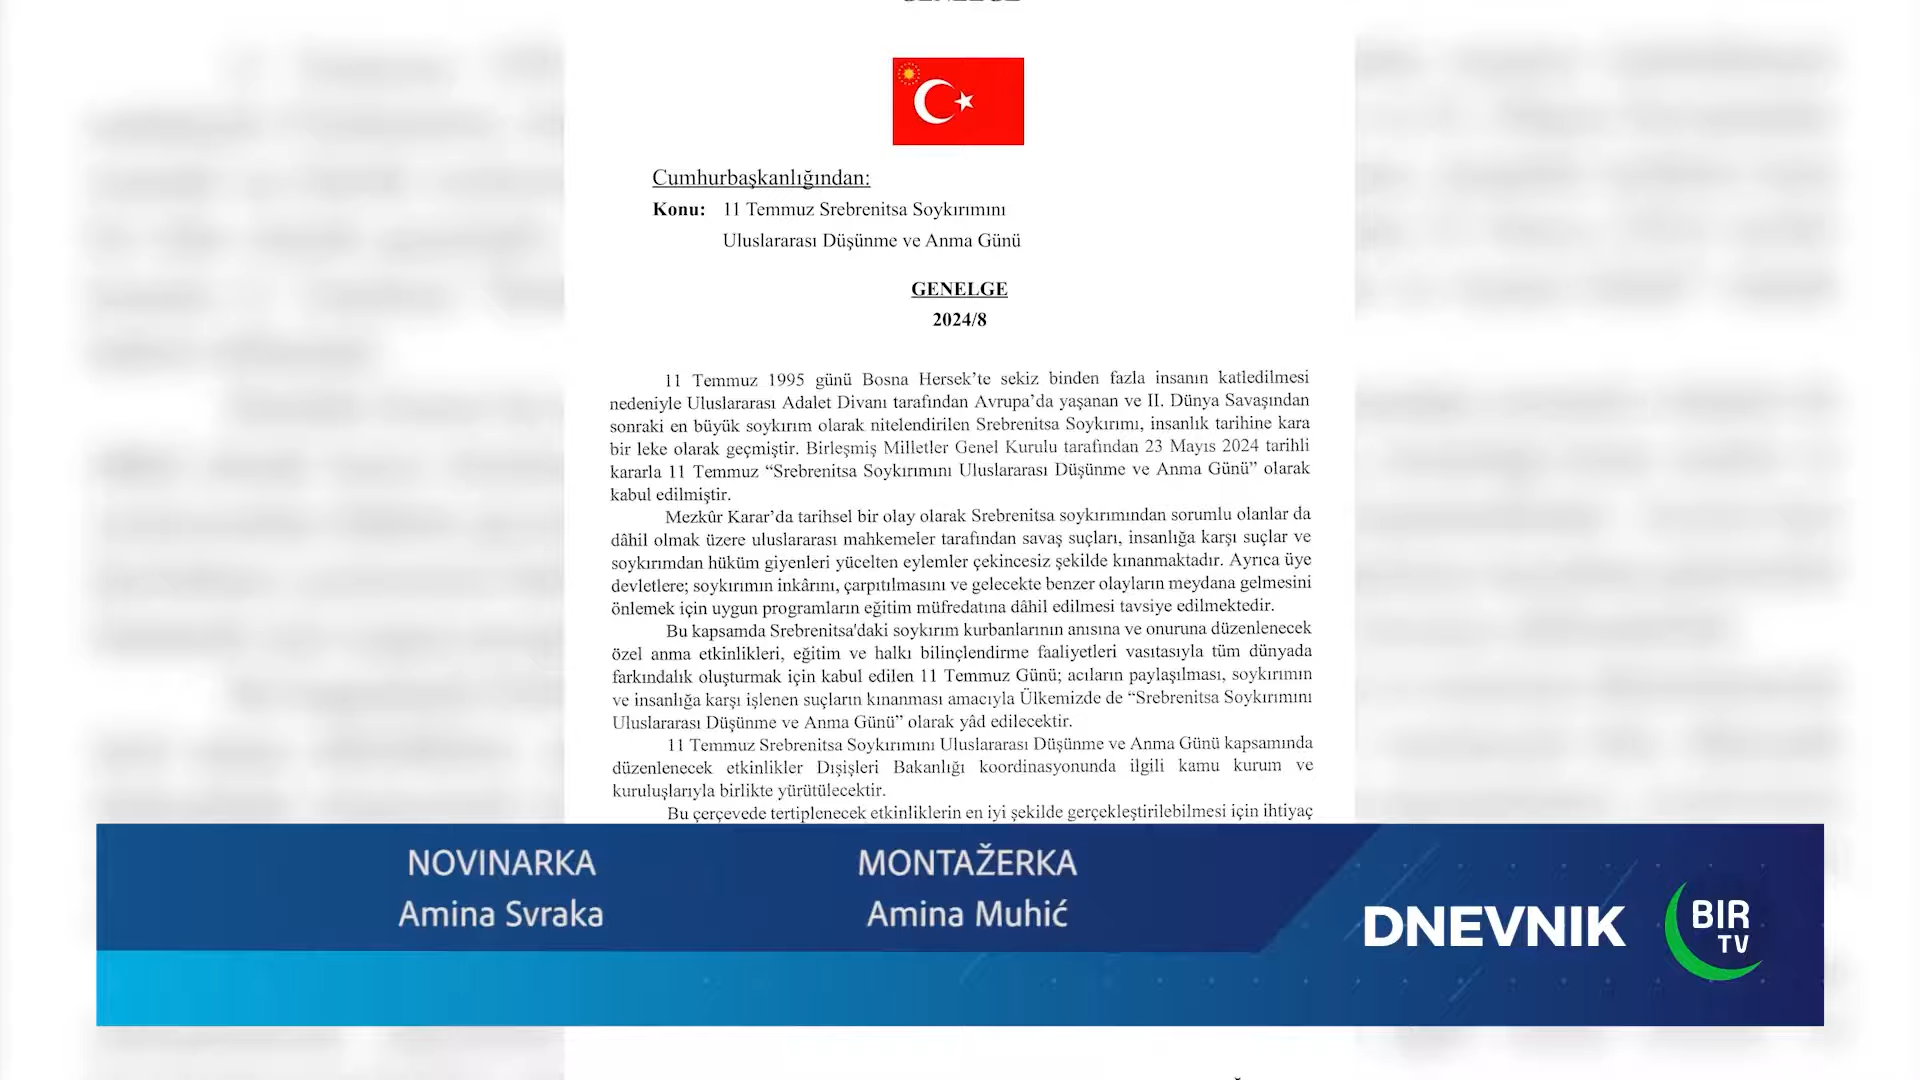 GENELGE
Cumhurbaşkanlığından:
Konu: 11 Temmuz Srebrenitsa Soykırımını
Uluslararası Düşünme ve Anma Günü
GENELGE
2024/8
11 Temmuz 1995 günü Bosna Hersek’te sekiz binden fazla insanın katledilmesi
nedeniyle Uluslararası Adalet Divanı tarafından Avrupa’da yaşanan ve II. Dünya Savaşından
sonraki en büyük soykırım olarak nitelendirilen Srebrenitsa Soykırımı, insanlık tarihine kara
bir leke olarak geçmiştir. Birleşmiş Milletler Genel Kurulu tarafından 23 Mayıs 2024 tarihli
kararla 11 Temmuz “Srebrenitsa Soykırımını Uluslararası Düşünme ve Anma Günü” olarak
kabul edilmiştir.
Mezkûr Karar’da tarihsel bir olay olarak Srebrenitsa soykırımından sorumlu olanlar da
dâhil olmak üzere uluslararası mahkemeler tarafından savaş suçları, insanlığa karşı suçlar ve
soykırımdan hüküm giyenleri yücelten eylemler çekincesiz şekilde kınanmaktadır. Ayrıca üye
devletlere; soykırımın inkârını, çarpıtılmasını ve gelecekte benzer olayların meydana gelmesini
önlemek için uygun programların eğitim müfredatına dâhil edilmesi tavsiye edilmektedir.
Bu kapsamda Srebrenitsa'daki soykırım kurbanlarının anısına ve onuruna düzenlenecek
özel anma etkinlikleri, eğitim ve halkı bilinçlendirme faaliyetleri vasıtasıyla tüm dünyada
farkındalık oluşturmak için kabul edilen 11 Temmuz Günü; acıların paylaşılması, soykırımın
ve insanlığa karşı işlenen suçların kınanması amacıyla Ülkemizde de “Srebrenitsa Soykırımını
Uluslararası Düşünme ve Anma Günü” olarak yâd edilecektir.
11 Temmuz Srebrenitsa Soykırımını Uluslararası Düşünme ve Anma Günü kapsamında
düzenlenecek etkinlikler Dışişleri Bakanlığı koordinasyonunda ilgili kamu kurum ve
kuruluşlarıyla birlikte yürütülecektir.
Bu çerçevede tertiplenecek etkinliklerin en iyi şekilde gerçekleştirilebilmesi için ihtiyaç
NOVINARKA
Amina Svraka
MONTAŽERKA
Amina Muhić
DNEVNIK
BIR
TV